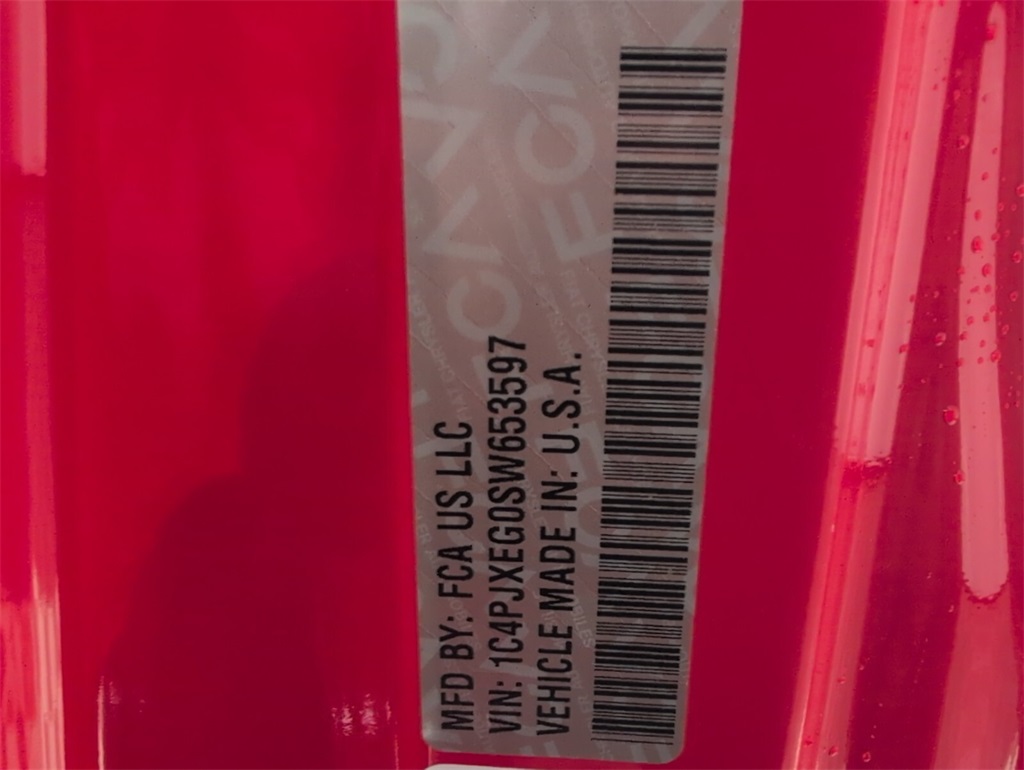 MFD BY: FCA US LLC
VIN: 1C4PJXEG0SW653597
VEHICLE MADE IN: U.S.A.